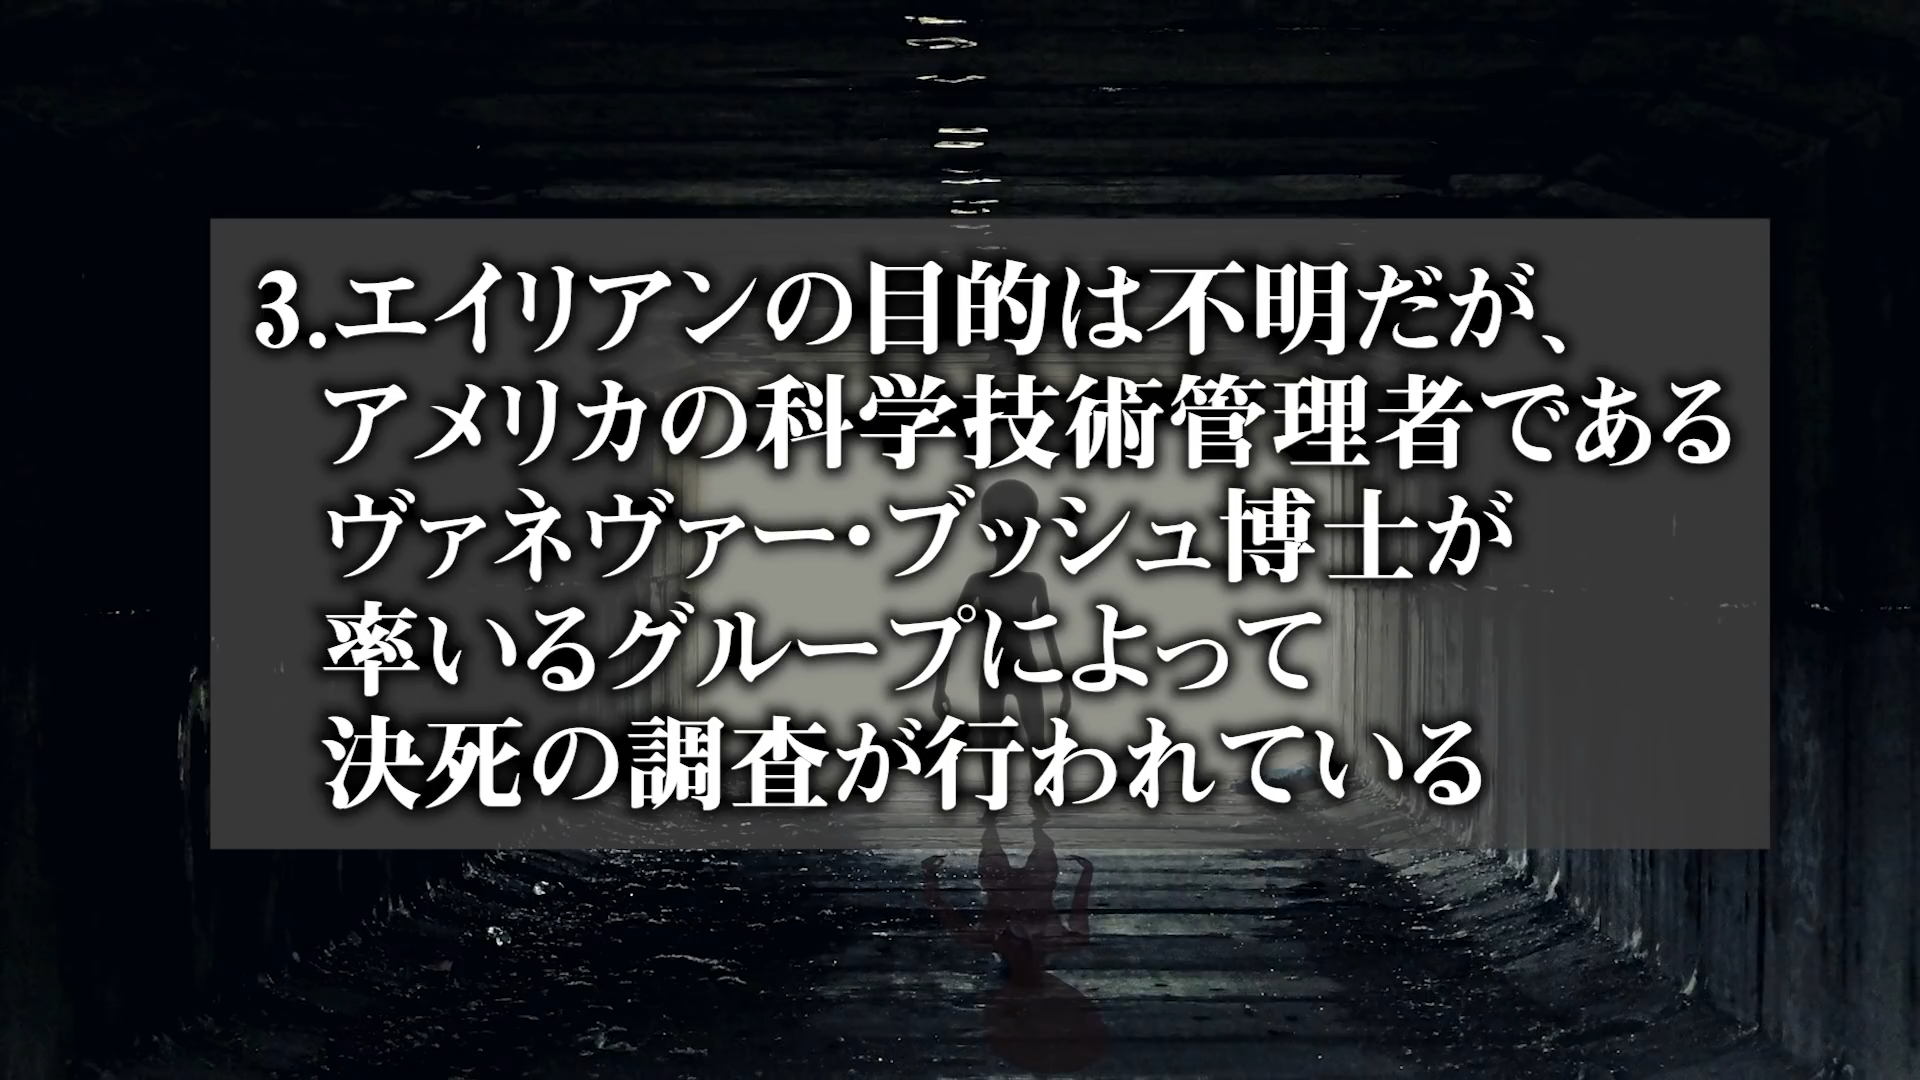 3.エイリアンの目的は不明だが、
アメリカの科学技術管理者である
ヴァネヴァー・ブッシュ博士が
率いるグループによって
決死の調査が行われている